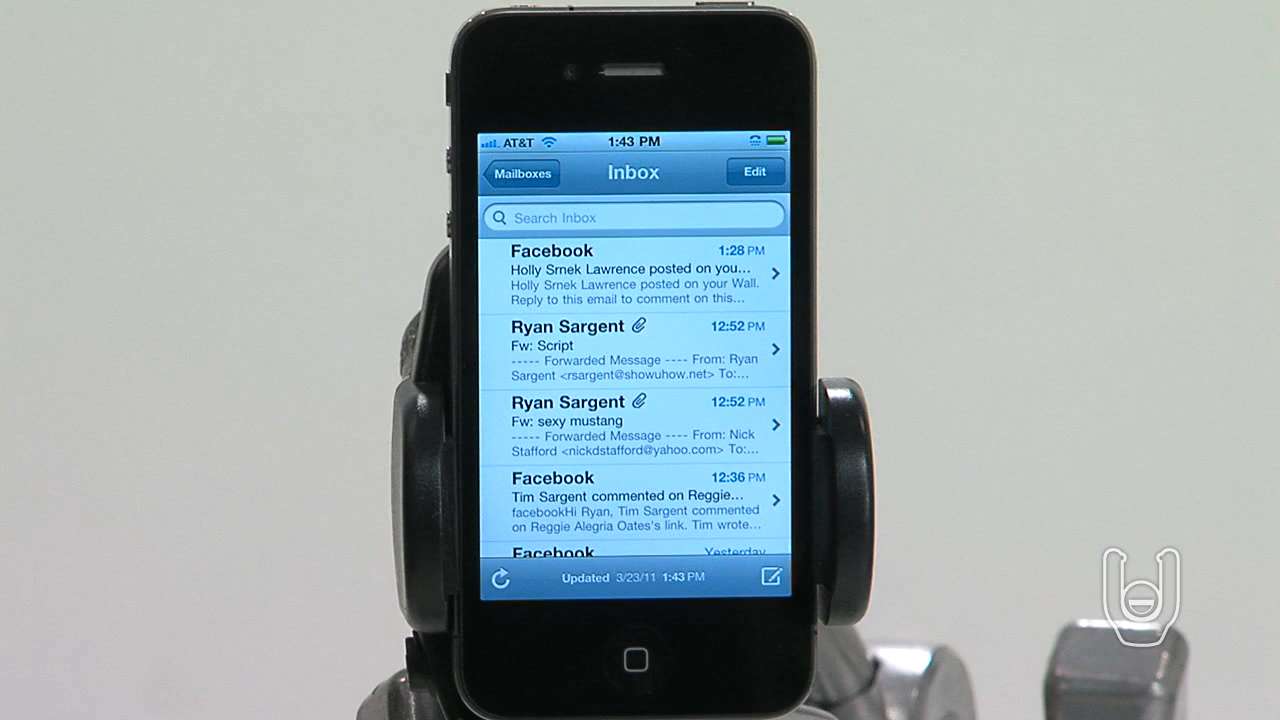 AT&T 1:43 PM
Mailboxes Inbox Edit
Search Inbox
Facebook 1:28 PM
Holly Srnek Lawrence posted on you...
Holly Srnek Lawrence posted on your Wall.
Reply to this email to comment on this...
Ryan Sargent 12:52 PM
Fw: Script
----- Forwarded Message ---- From: Ryan
Sargent <rsargent@showuhow.net> To:...
Ryan Sargent 12:52 PM
Fw: sexy mustang
----- Forwarded Message ---- From: Nick
Stafford <nickdstafford@yahoo.com> To:...
Facebook 12:36 PM
Tim Sargent commented on Reggie...
facebookHi Ryan, Tim Sargent commented
on Reggie Alegria Oates's link. Tim wrote...
Facebook Yesterday
Updated 3/23/11 1:43 PM